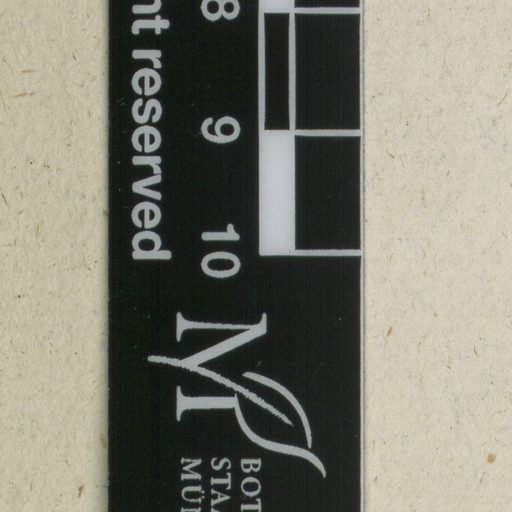 8 9 10
nt reserved
M
BOT
STA
MÜ